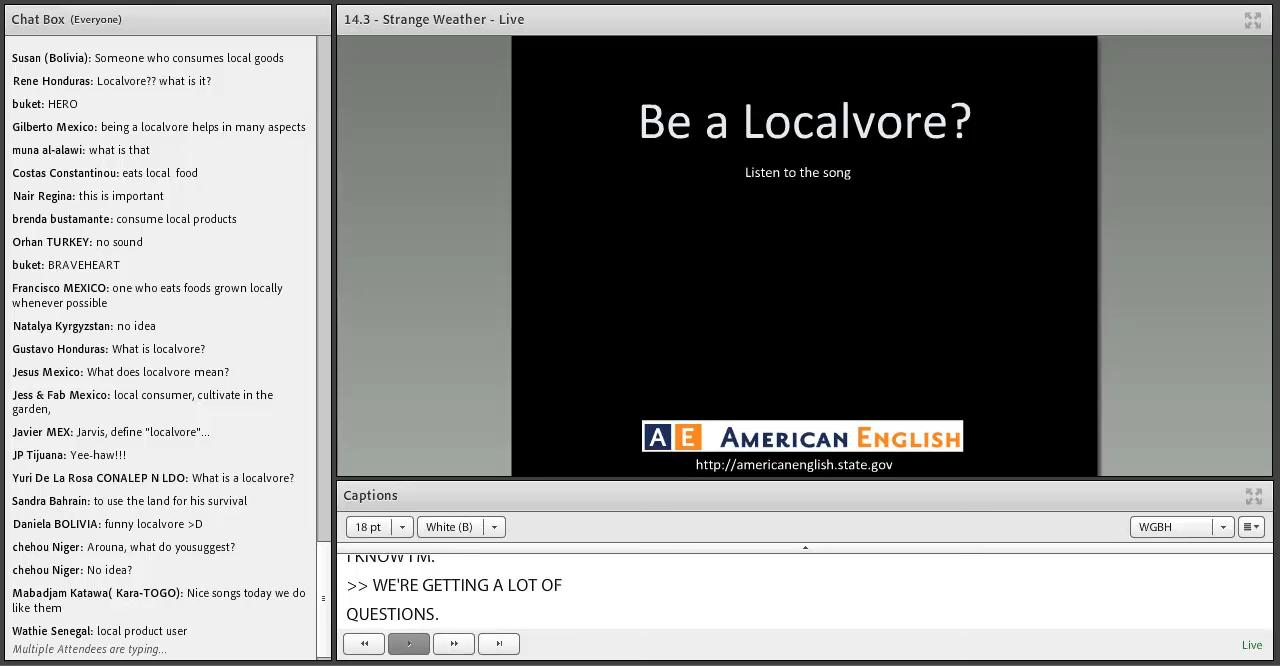 Chat Box (Everyone)
Susan (Bolivia): Someone who consumes local goods
Rene Honduras: Localvore?? what is it?
buket: HERO
Gilberto Mexico: being a localvore helps in many aspects
muna al-alawi: what is that
Costas Constantinou: eats local food
Nair Regina: this is important
brenda bustamante: consume local products
Orhan TURKEY: no sound
buket: BRAVEHEART
Francisco MEXICO: one who eats foods grown locally
whenever possible
Natalya Kyrgyzstan: no idea
Gustavo Honduras: What is localvore?
Jesus Mexico: What does localvore mean?
Jess & Fab Mexico: local consumer, cultivate in the
garden,
Javier MEX: Jarvis, define "localvore"...
JP Tijuana: Yee-haw!!!
Yuri De La Rosa CONALEP N LDO: What is a localvore?
Sandra Bahrain: to use the land for his survival
Daniela BOLIVIA: funny localvore >D
chehou Niger: Arouna, what do yousuggest?
chehou Niger: No idea?
Mabadjam Katawa( Kara-TOGO): Nice songs today we do
like them
Wathie Senegal: local product user
Multiple Attendees are typing...
14.3 - Strange Weather - Live
Be a Localvore?
Listen to the song
AE AMERICAN ENGLISH
http://americanenglish.state.gov
Captions
18 pt White (B) WGBH
I KNOW I'M.
>> WE'RE GETTING A LOT OF
QUESTIONS.
Live